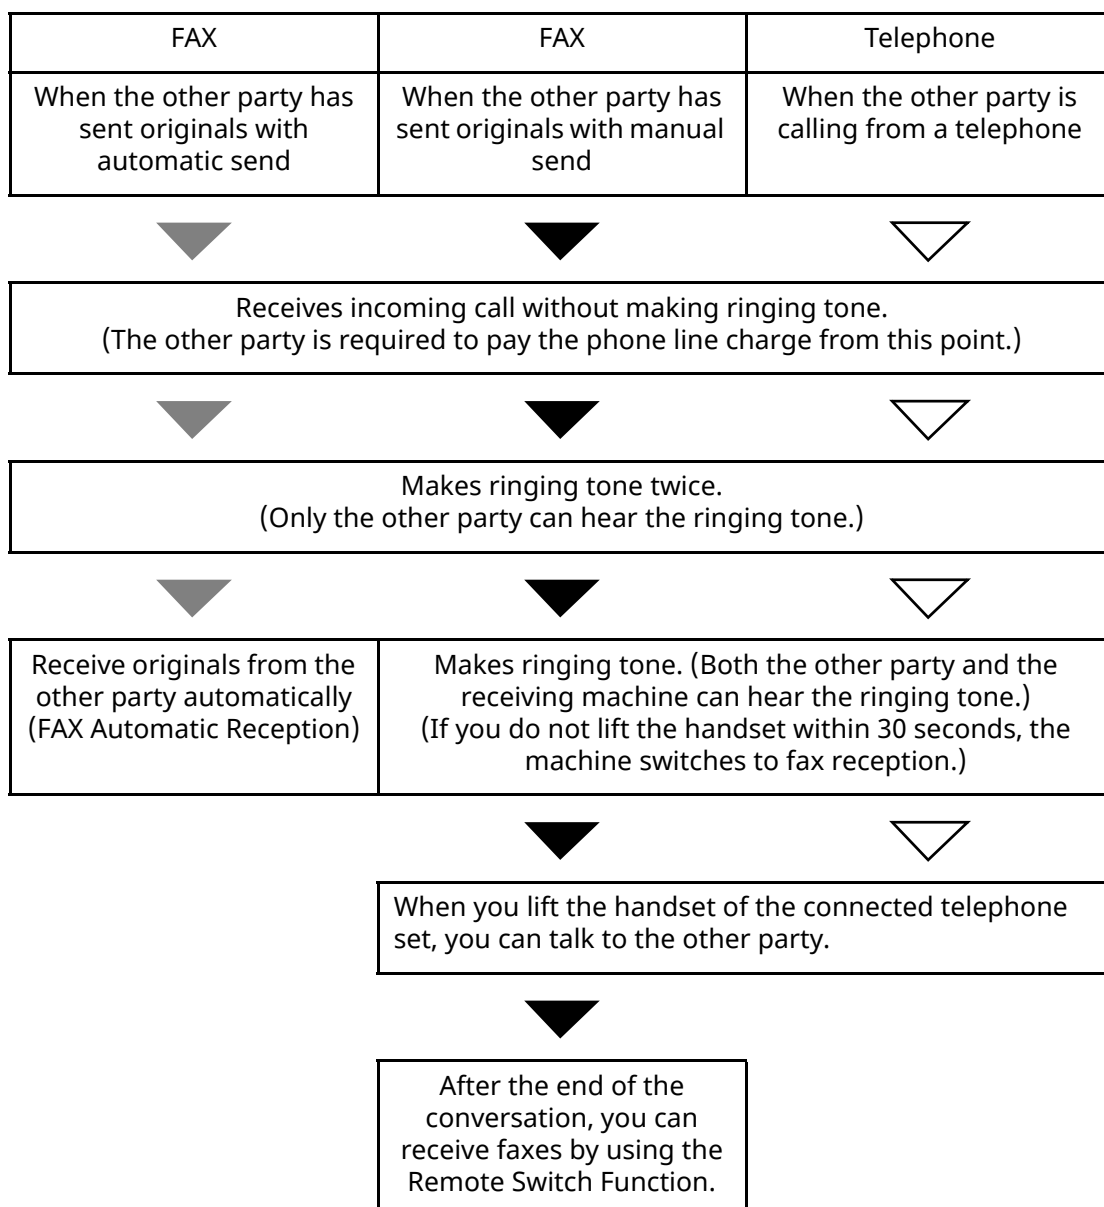 FAX
FAX
Telephone
When the other party has
sent originals with
automatic send
When the other party has
sent originals with manual
send
When the other party is
calling from a telephone
Receives incoming call without making ringing tone.
(The other party is required to pay the phone line charge from this point.)
Makes ringing tone twice.
(Only the other party can hear the ringing tone.)
Receive originals from the
other party automatically
(FAX Automatic Reception)
Makes ringing tone. (Both the other party and the
receiving machine can hear the ringing tone.)
(If you do not lift the handset within 30 seconds, the
machine switches to fax reception.)
When you lift the handset of the connected telephone
set, you can talk to the other party.
After the end of the
conversation, you can
receive faxes by using the
Remote Switch Function.